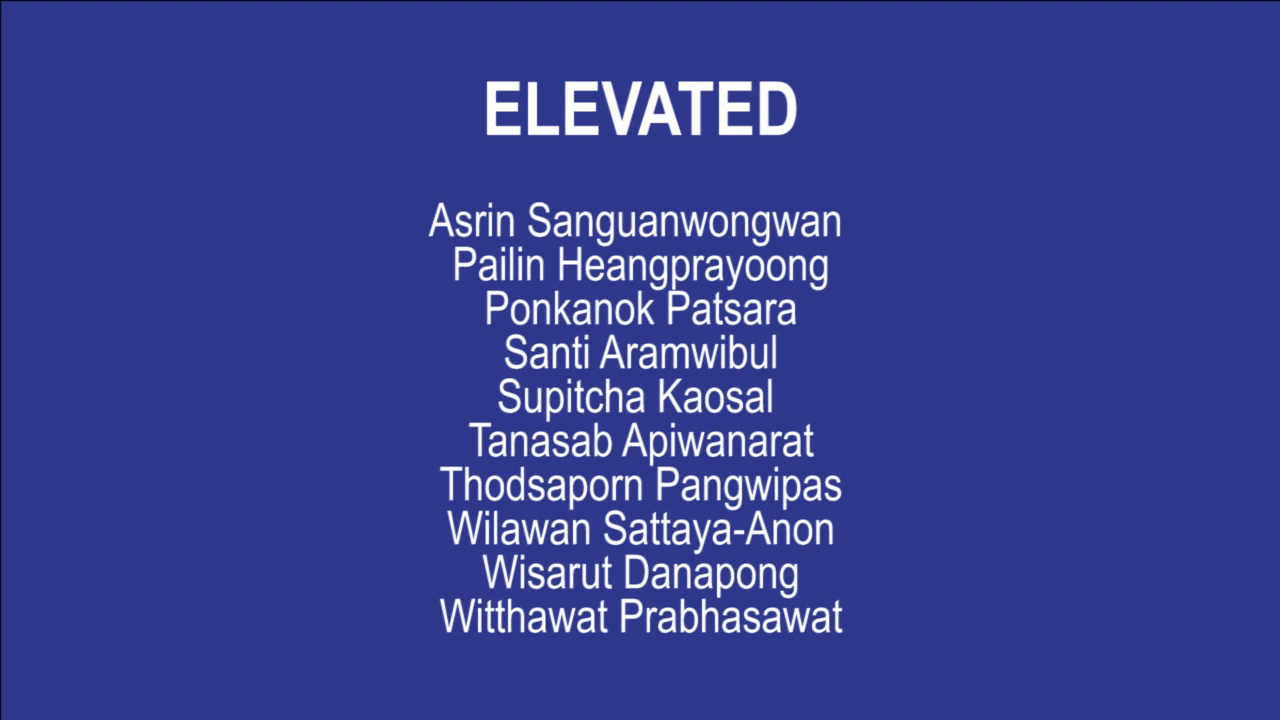 ELEVATED
Asrin Sanguanwongwan
Pailin Heangprayoong
Ponkanok Patsara
Santi Aramwibul
Supitcha Kaosal
Tanasab Apiwanarat
Thodsaporn Pangwipas
Wilawan Sattaya-Anon
Wisarut Danapong
Witthawat Prabhasawat